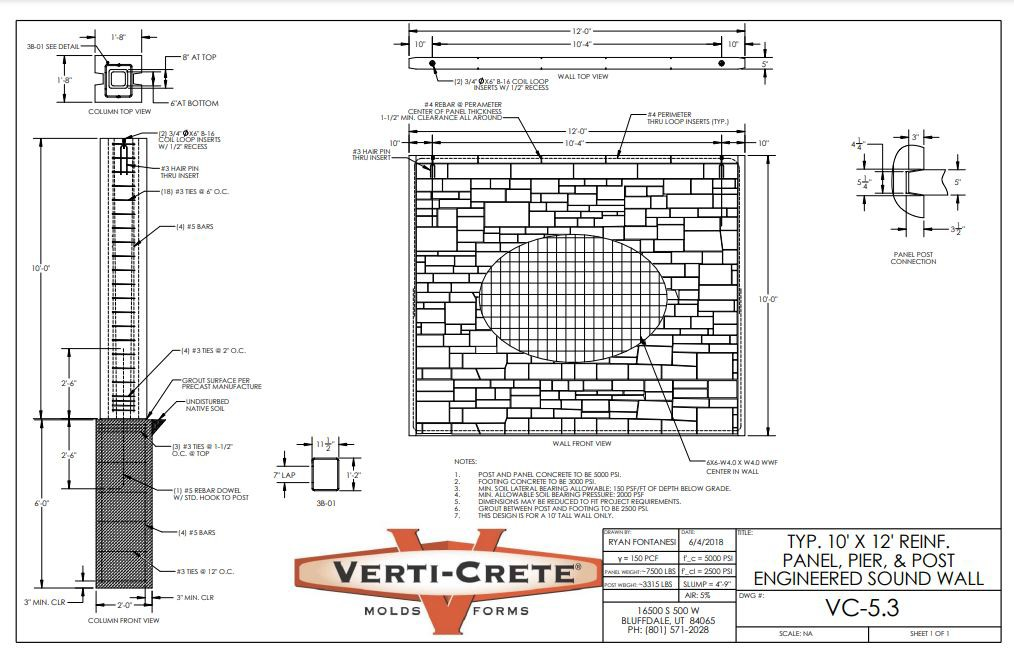 1'-8"
3B-01 SEE DETAIL
8" AT TOP
1'-8"
6"AT BOTTOM
COLUMN TOP VIEW
(2) 3/4" ØX6" B-16
COIL LOOP INSERTS
W/ 1/2" RECESS
#3 HAIR PIN
THRU INSERT
(18) #3 TIES @ 6" O.C.
(4) #5 BARS
10'-0"
(4) #3 TIES @ 2" O.C.
2'-6"
GROUT SURFACE PER
PRECAST MANUFACTURE
UNDISTURBED
NATIVE SOIL
(3) #3 TIES @ 1-1/2"
O.C. @ TOP
2'-6"
(1) #5 REBAR DOWEL
W/ STD. HOOK TO POST
6'-0"
(4) #5 BARS
#3 TIES @ 12" O.C.
3" MIN. CLR
3" MIN. CLR
2'-0"
COLUMN FRONT VIEW
11 1/2"
7" LAP
1'-2"
3B-01
12'-0"
10"
10'-4"
10"
5"
WALL TOP VIEW
(2) 3/4" ØX6" B-16 COIL LOOP
INSERTS W/ 1/2" RECESS
#4 REBAR @ PERAMETER
CENTER OF PANEL THICKNESS
1-1/2" MIN. CLEARANCE ALL AROUND
#4 PERIMETER
THRU LOOP INSERTS (TYP.)
12'-0"
10"
10'-4"
10"
#3 HAIR PIN
THRU INSERT
10'-0"
WALL FRONT VIEW
6X6-W4.0 X W4.0 WWF
CENTER IN WALL
3"
4 1/4"
5 1/4"
5"
3 1/2"
PANEL POST
CONNECTION
NOTES:
1. POST AND PANEL CONCRETE TO BE 5000 PSI.
2. FOOTING CONCRETE TO BE 3000 PSI.
3. MIN. SOIL LATERAL BEARING ALLOWABLE: 150 PSF/FT OF DEPTH BELOW GRADE.
4. MIN. ALLOWABLE SOIL BEARING PRESSURE: 2000 PSF
5. DIMENSIONS MAY BE REDUCED TO FIT PROJECT REQUIREMENTS.
6. GROUT BETWEEN POST AND FOOTING TO BE 2500 PSI.
7. THIS DESIGN IS FOR A 10' TALL WALL ONLY.
VERTI-CRETE®
MOLDS FORMS
DRAWN BY:
RYAN FONTANESI
DATE:
6/4/2018
γ = 150 PCF
f'_c = 5000 PSI
PANEL WEIGHT: ~7500 LBS
f'_ci = 2500 PSI
POST WEIGHT: ~3315 LBS
SLUMP = 4"-9"
AIR: 5%
16500 S 500 W
BLUFFDALE, UT 84065
PH: (801) 571-2028
TITLE:
TYP. 10' X 12' REINF.
PANEL, PIER, & POST
ENGINEERED SOUND WALL
DWG #:
VC-5.3
SCALE: NA
SHEET 1 OF 1